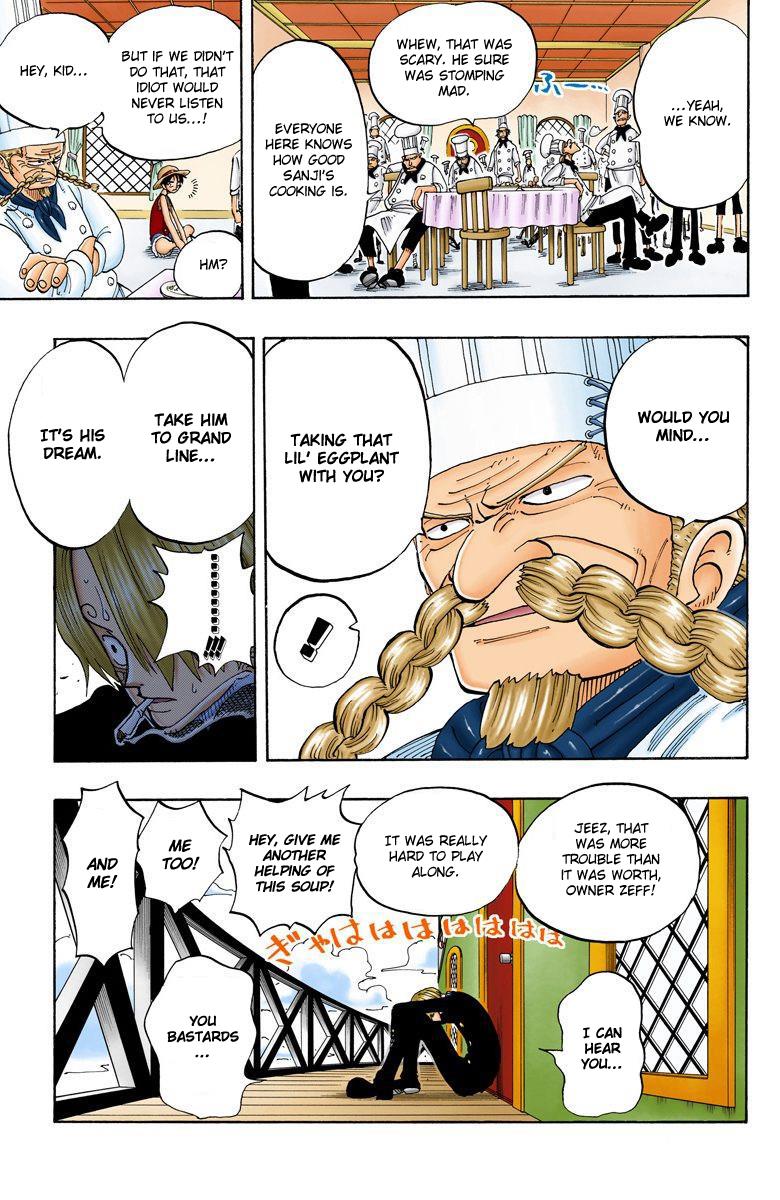 ...YEAH,
WE KNOW.
WHEW, THAT WAS
SCARY. HE SURE
WAS STOMPING
MAD.
ふー...
EVERYONE
HERE KNOWS
HOW GOOD
SANJI'S
COOKING IS.
BUT IF WE DIDN'T
DO THAT, THAT
IDIOT WOULD
NEVER LISTEN
TO US...!
HEY, KID...
HM?
WOULD YOU
MIND...
TAKING THAT
LIL' EGGPLANT
WITH YOU?
!
TAKE HIM
TO GRAND
LINE...
IT'S HIS
DREAM.
..........!!!
JEEZ, THAT
WAS MORE
TROUBLE THAN
IT WAS WORTH,
OWNER ZEFF!
IT WAS REALLY
HARD TO PLAY
ALONG.
HEY, GIVE ME
ANOTHER
HELPING OF
THIS SOUP!
ME
TOO!
AND
ME!
ぎゃはははははははは
I CAN
HEAR
YOU...
YOU
BASTARDS
...